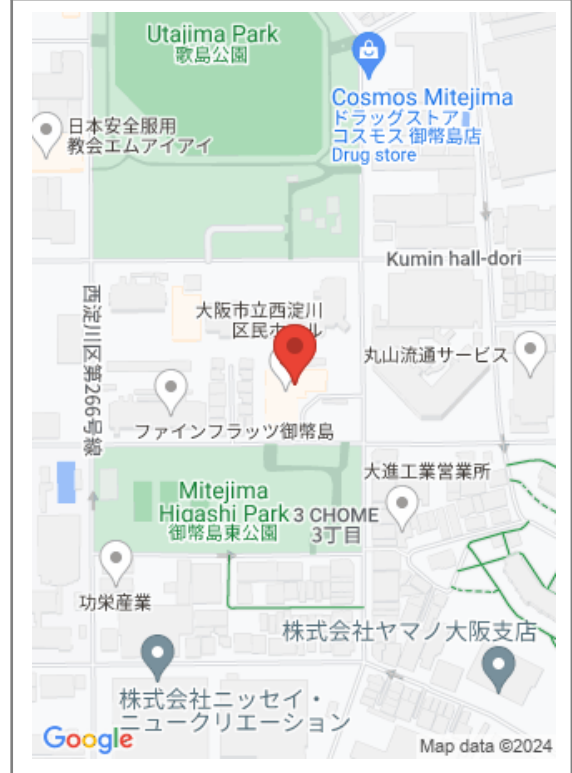 Utajima Park
歌島公園
Cosmos Mitejima
ドラッグストア
コスモス 御幣島店
Drug store
日本安全服用
教会エムアイアイ
Kumin hall-dori
西淀川区第266号線
大阪市立西淀川
区民ホール
丸山流通サービス
ファインフラッツ御幣島
大進工業営業所
Mitejima
Higashi Park
御幣島東公園
3 CHOME
3丁目
功栄産業
株式会社ヤマノ大阪支店
株式会社ニッセイ・
ニュークリエーション
Google
Map data ©2024